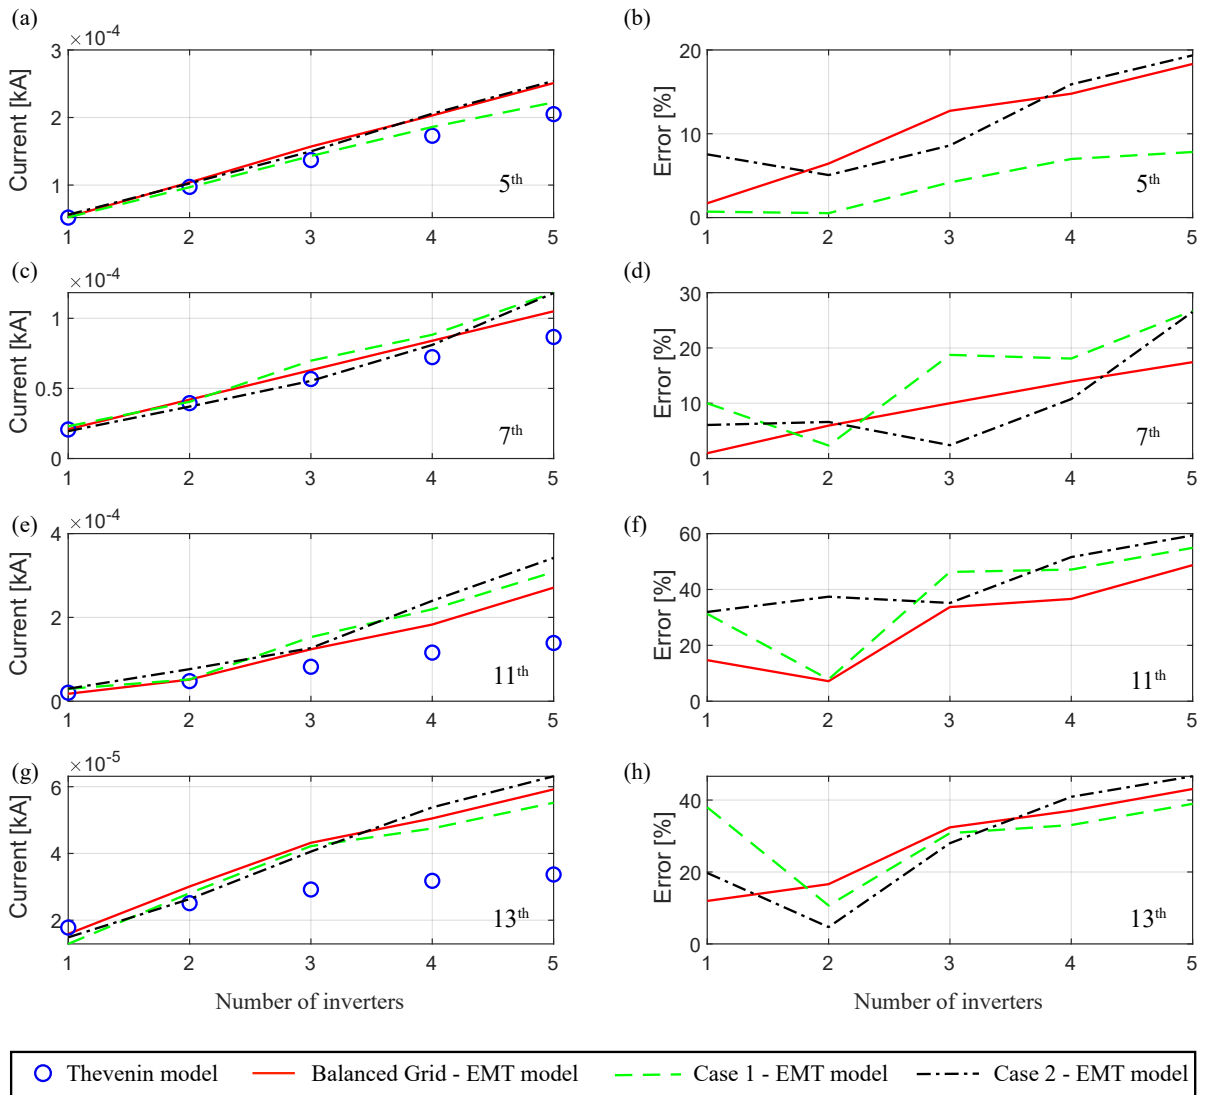 (a)
×10⁻⁴
3
2
1
Current [kA]
5ᵗʰ
1 2 3 4 5
(b)
20
10
0
Error [%]
5ᵗʰ
1 2 3 4 5
(c)
×10⁻⁴
1
0.5
0
Current [kA]
7ᵗʰ
1 2 3 4 5
(d)
30
20
10
0
Error [%]
7ᵗʰ
1 2 3 4 5
(e)
×10⁻⁴
4
2
0
Current [kA]
11ᵗʰ
1 2 3 4 5
(f)
60
40
20
0
Error [%]
11ᵗʰ
1 2 3 4 5
(g)
×10⁻⁵
6
4
2
Current [kA]
13ᵗʰ
1 2 3 4 5
Number of inverters
(h)
40
20
0
Error [%]
13ᵗʰ
1 2 3 4 5
Number of inverters
Thevenin model Balanced Grid - EMT model Case 1 - EMT model Case 2 - EMT model